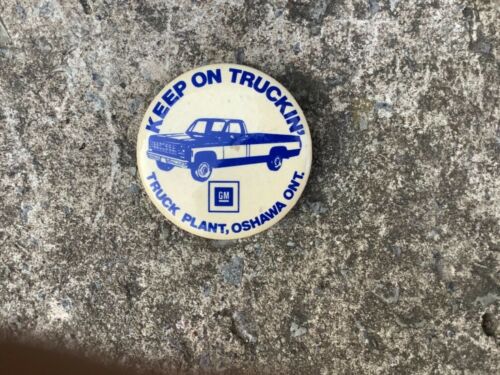 KEEP ON TRUCKIN'
GM
TRUCK PLANT, OSHAWA ONT.